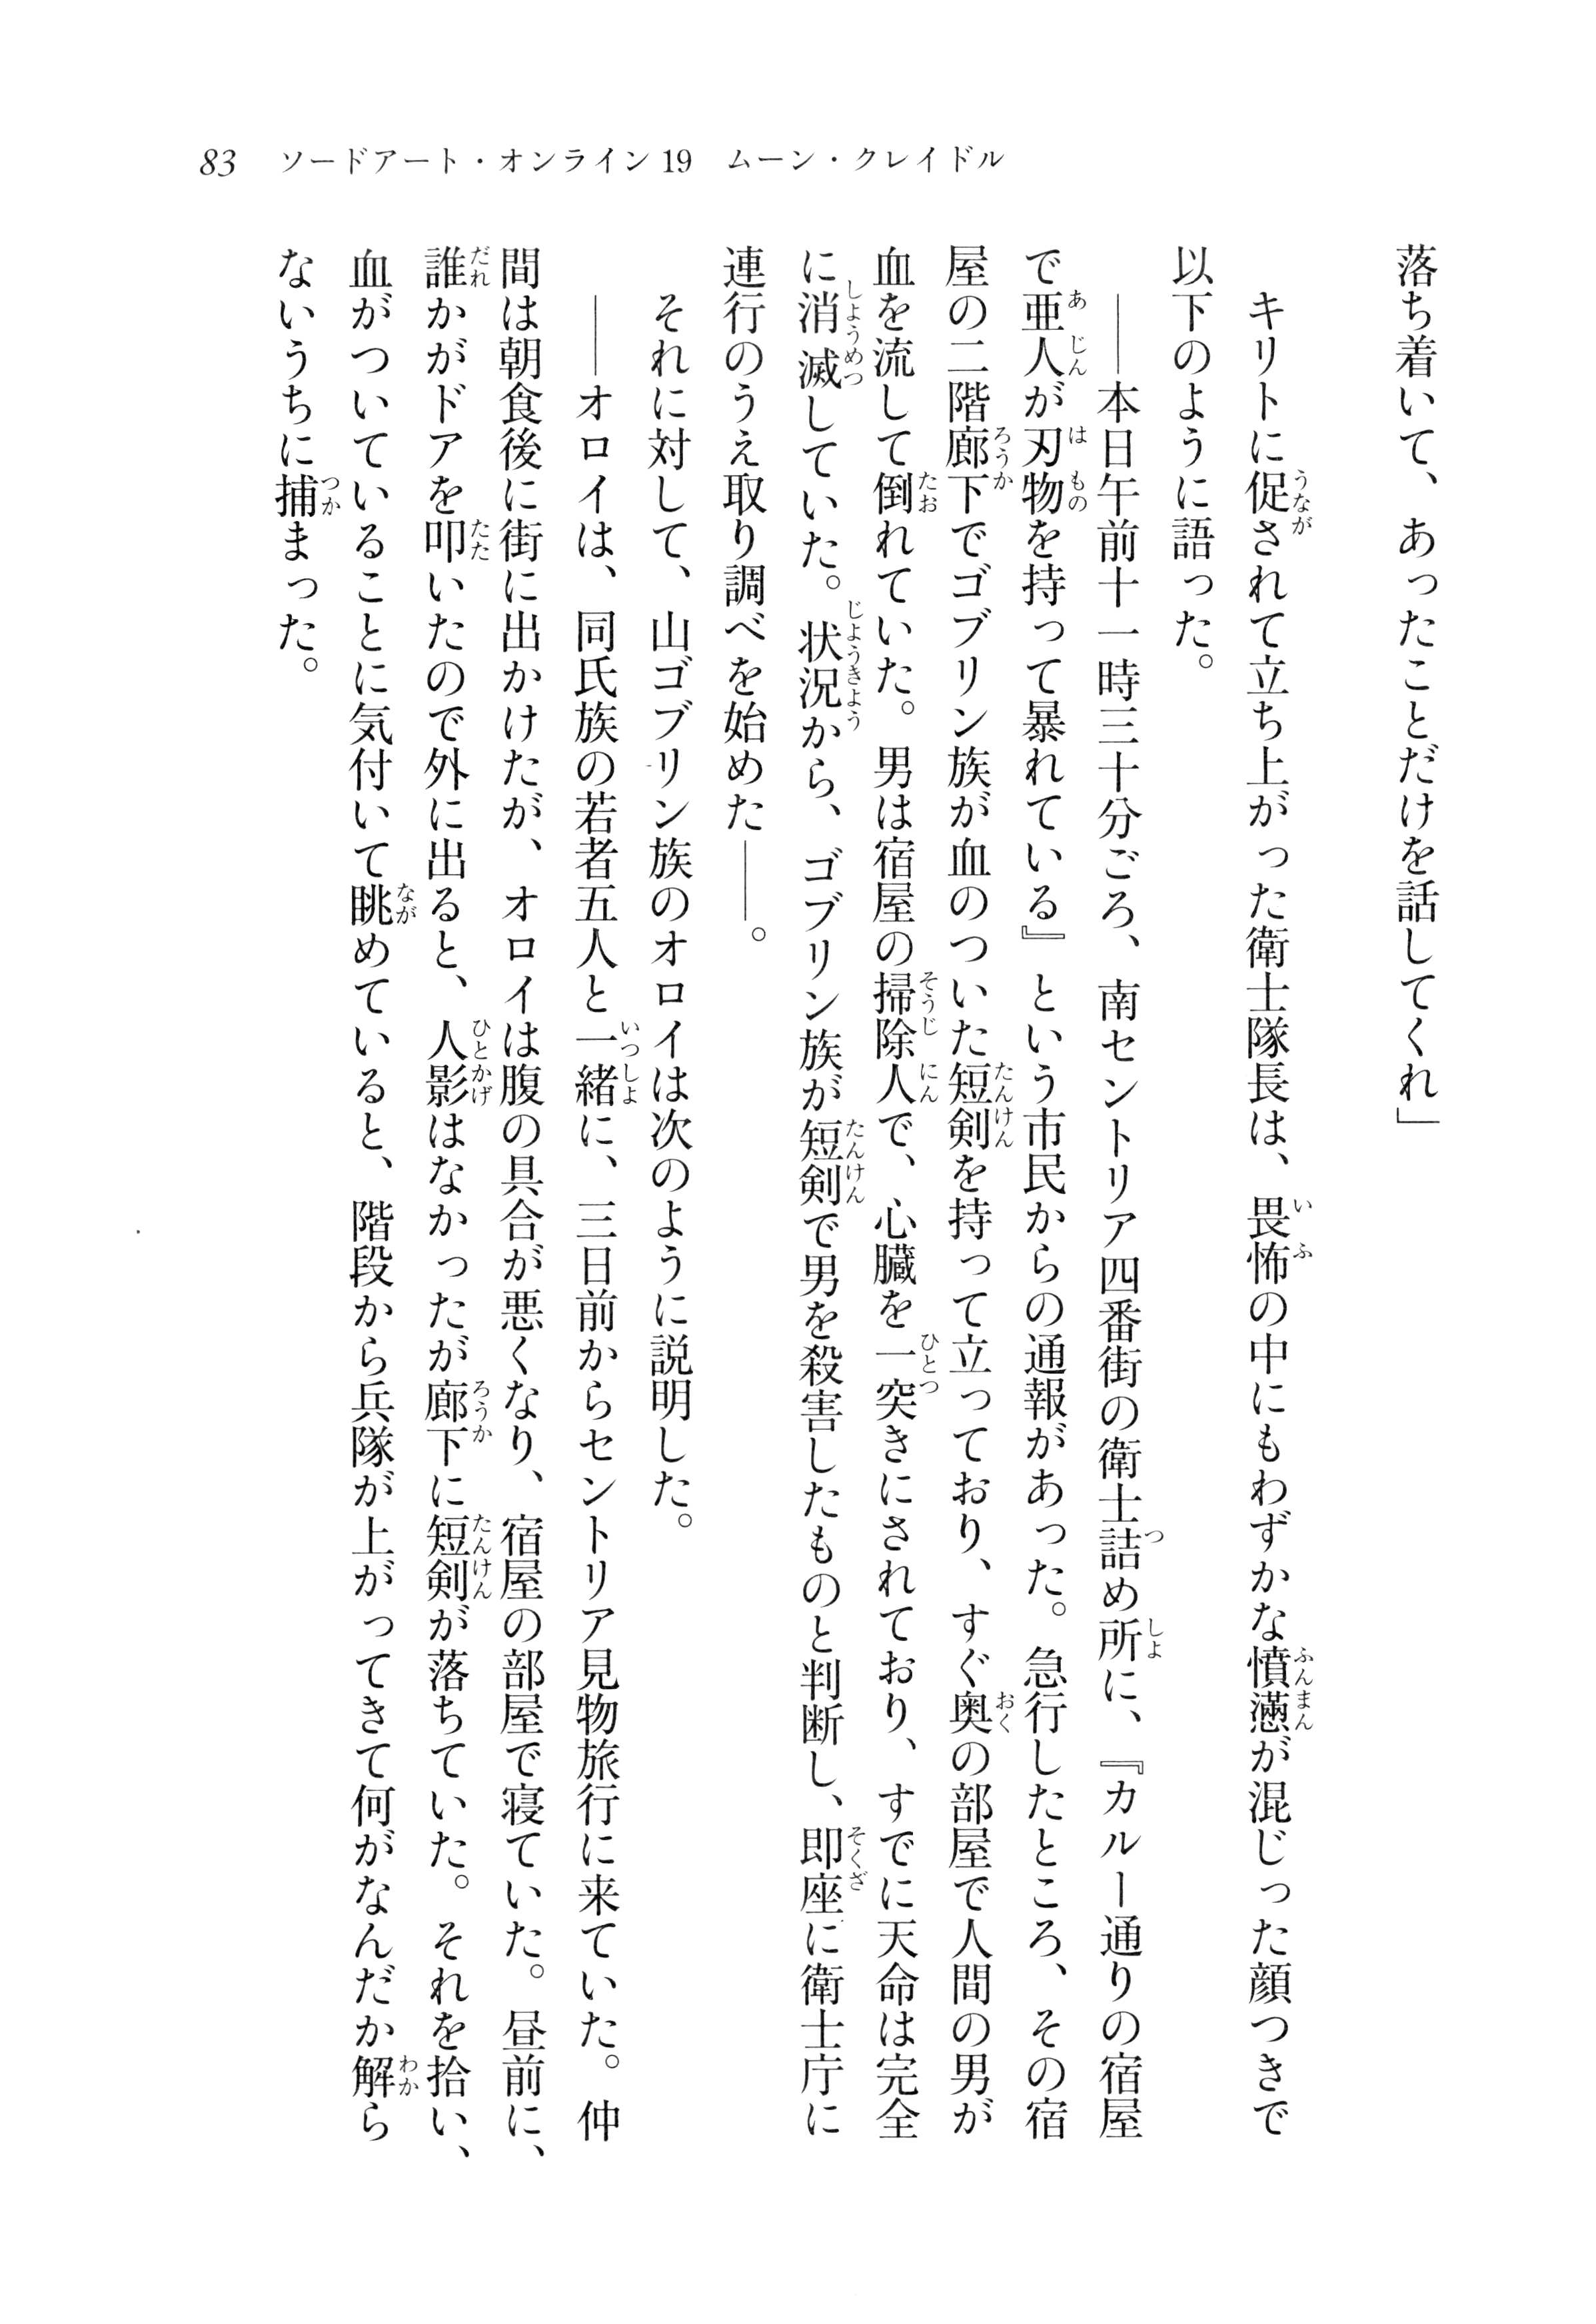 83　ソードアート・オンライン19　ムーン・クレイドル
落ち着いて、あったことだけを話してくれ」
　キリトに促されて立ち上がった衛士隊長は、畏怖の中にもわずかな憤懣が混じった顔つきで
以下のように語った。
　――本日午前十一時三十分ごろ、南セントリア四番街の衛士詰め所に、『カルー通りの宿屋
で亜人が刃物を持って暴れている』という市民からの通報があった。急行したところ、その宿
屋の二階廊下でゴブリン族が血のついた短剣を持って立っており、すぐ奥の部屋で人間の男が
血を流して倒れていた。男は宿屋の掃除人で、心臓を一突きにされており、すでに天命は完全
に消滅していた。状況から、ゴブリン族が短剣で男を殺害したものと判断し、即座に衛士庁に
連行のうえ取り調べを始めた――。
　それに対して、山ゴブリン族のオロイは次のように説明した。
　――オロイは、同氏族の若者五人と一緒に、三日前からセントリア見物旅行に来ていた。仲
間は朝食後に街に出かけたが、オロイは腹の具合が悪くなり、宿屋の部屋で寝ていた。昼前に、
誰かがドアを叩いたので外に出ると、人影はなかったが廊下に短剣が落ちていた。それを拾い、
血がついていることに気付いて眺めていると、階段から兵隊が上がってきて何がなんだか解ら
ないうちに捕まった。